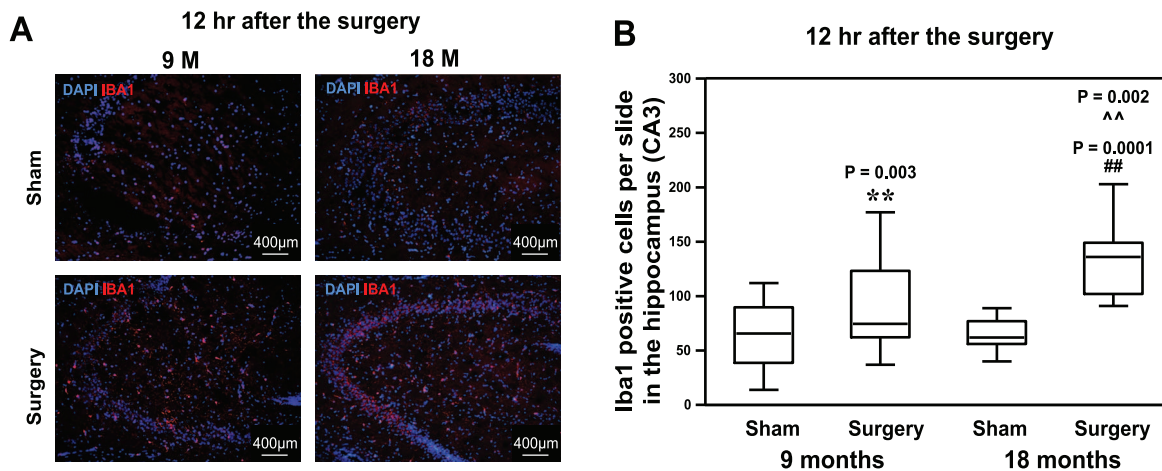 A
12 hr after the surgery
9 M
18 M
Sham
DAPI IBA1
400µm
DAPI IBA1
400µm
Surgery
DAPI IBA1
400µm
DAPI IBA1
400µm
B
12 hr after the surgery
Iba1 positive cells per slide
in the hippocampus (CA3)
300
250
200
150
100
50
0
P = 0.003
**
P = 0.002
^^
P = 0.0001
##
Sham
Surgery
Sham
Surgery
9 months
18 months